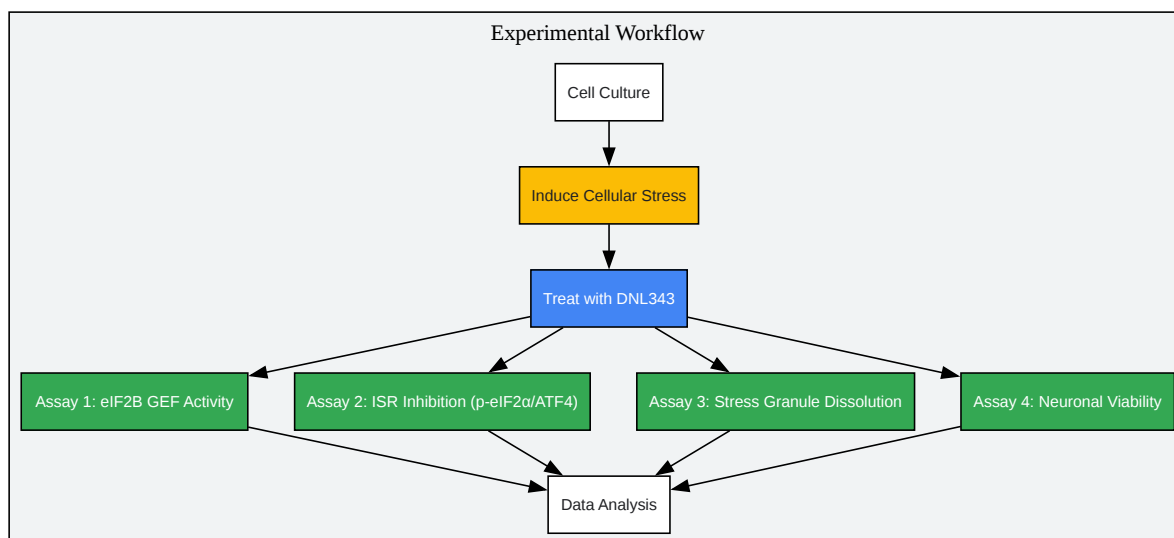 Experimental Workflow
Cell Culture
Induce Cellular Stress
Treat with DNL343
Assay 1: eIF2B GEF Activity
Assay 2: ISR Inhibition (p-eIF2α/ATF4)
Assay 3: Stress Granule Dissolution
Assay 4: Neuronal Viability
Data Analysis